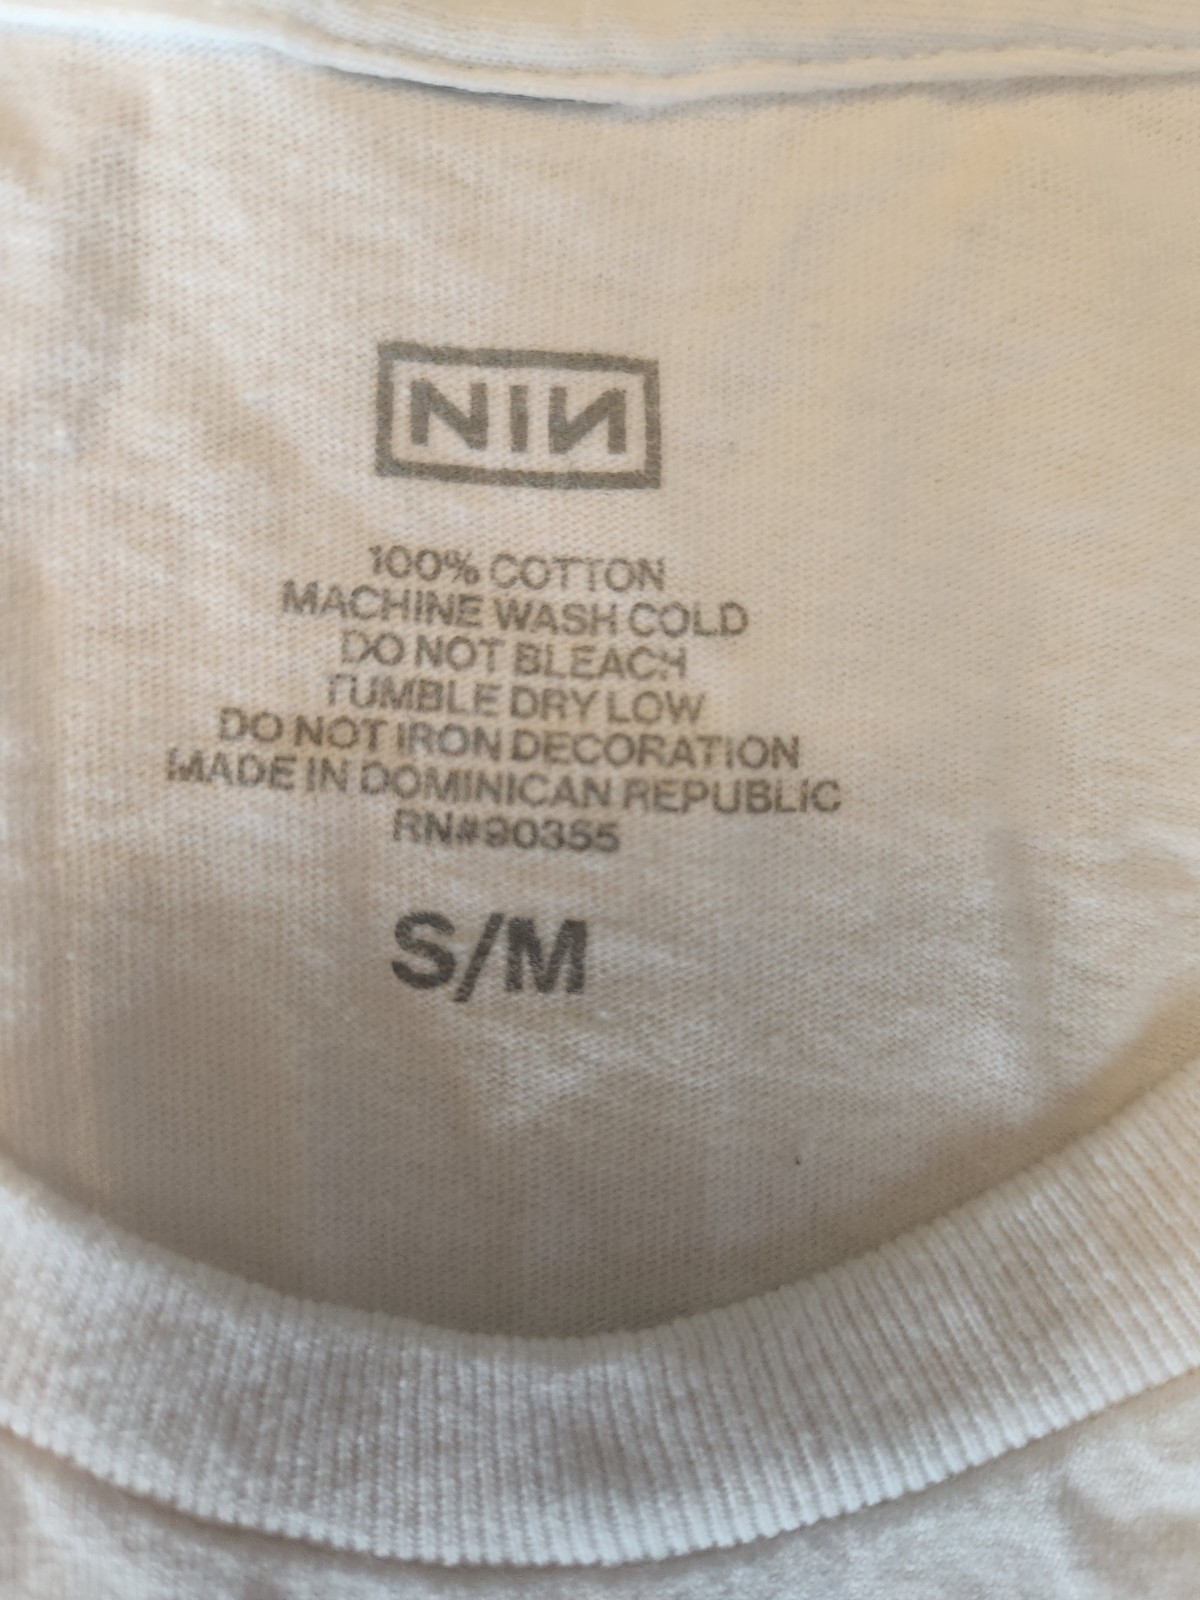 NIN
100% COTTON
MACHINE WASH COLD
DO NOT BLEACH
TUMBLE DRY LOW
DO NOT IRON DECORATION
MADE IN DOMINICAN REPUBLIC
RN#90355
S/M